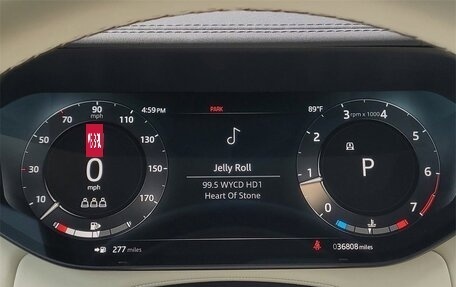 4:59PM
PARK
89°F
10
30
50
70
90
mph
110
130
150
170
0
mph
277 miles
Jelly Roll
99.5 WYCD HD1
Heart Of Stone
0
1
2
3 rpm x 1000 4
5
6
7
P
036808 miles